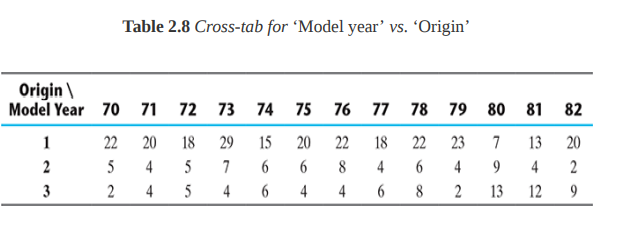 Table 2.8 Cross-tab for ‘Model year’ vs. ‘Origin’
Origin \
Model Year 70 71 72 73 74 75 76 77 78 79 80 81 82
1 22 20 18 29 15 20 22 18 22 23 7 13 20
2 5 4 5 7 6 6 8 4 6 4 9 4 2
3 2 4 5 4 6 4 4 6 8 2 13 12 9